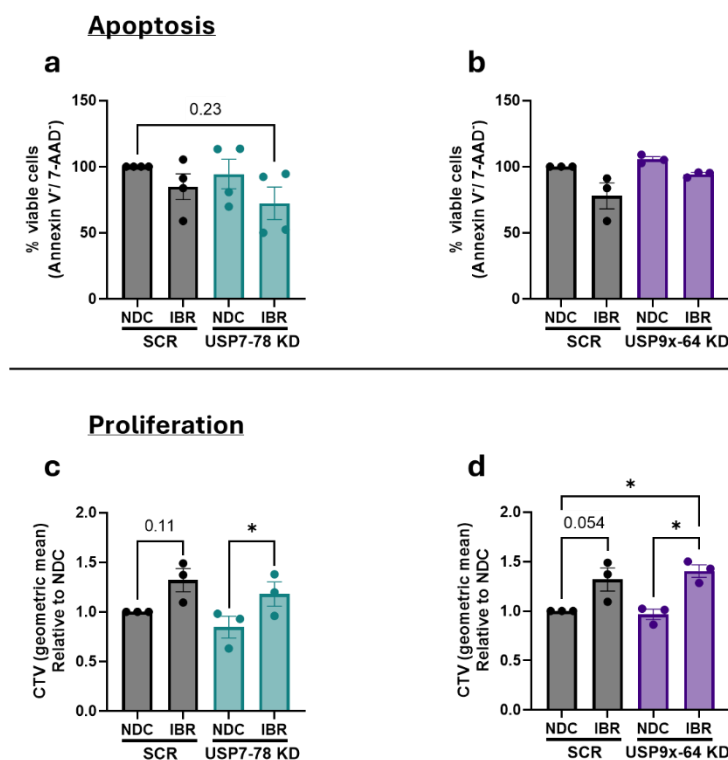 Apoptosis
a
0.23
150
100
50
0
% viable cells
(Annexin V⁻/ 7-AAD⁻)
NDC IBR NDC IBR
SCR USP7-78 KD
b
150
100
50
0
% viable cells
(Annexin V⁻/ 7-AAD⁻)
NDC IBR NDC IBR
SCR USP9x-64 KD
Proliferation
c
0.11 *
2.0
1.5
1.0
0.5
0.0
CTV (geometric mean)
Relative to NDC
NDC IBR NDC IBR
SCR USP7-78 KD
d
*
0.054 *
2.0
1.5
1.0
0.5
0.0
CTV (geometric mean)
Relative to NDC
NDC IBR NDC IBR
SCR USP9x-64 KD